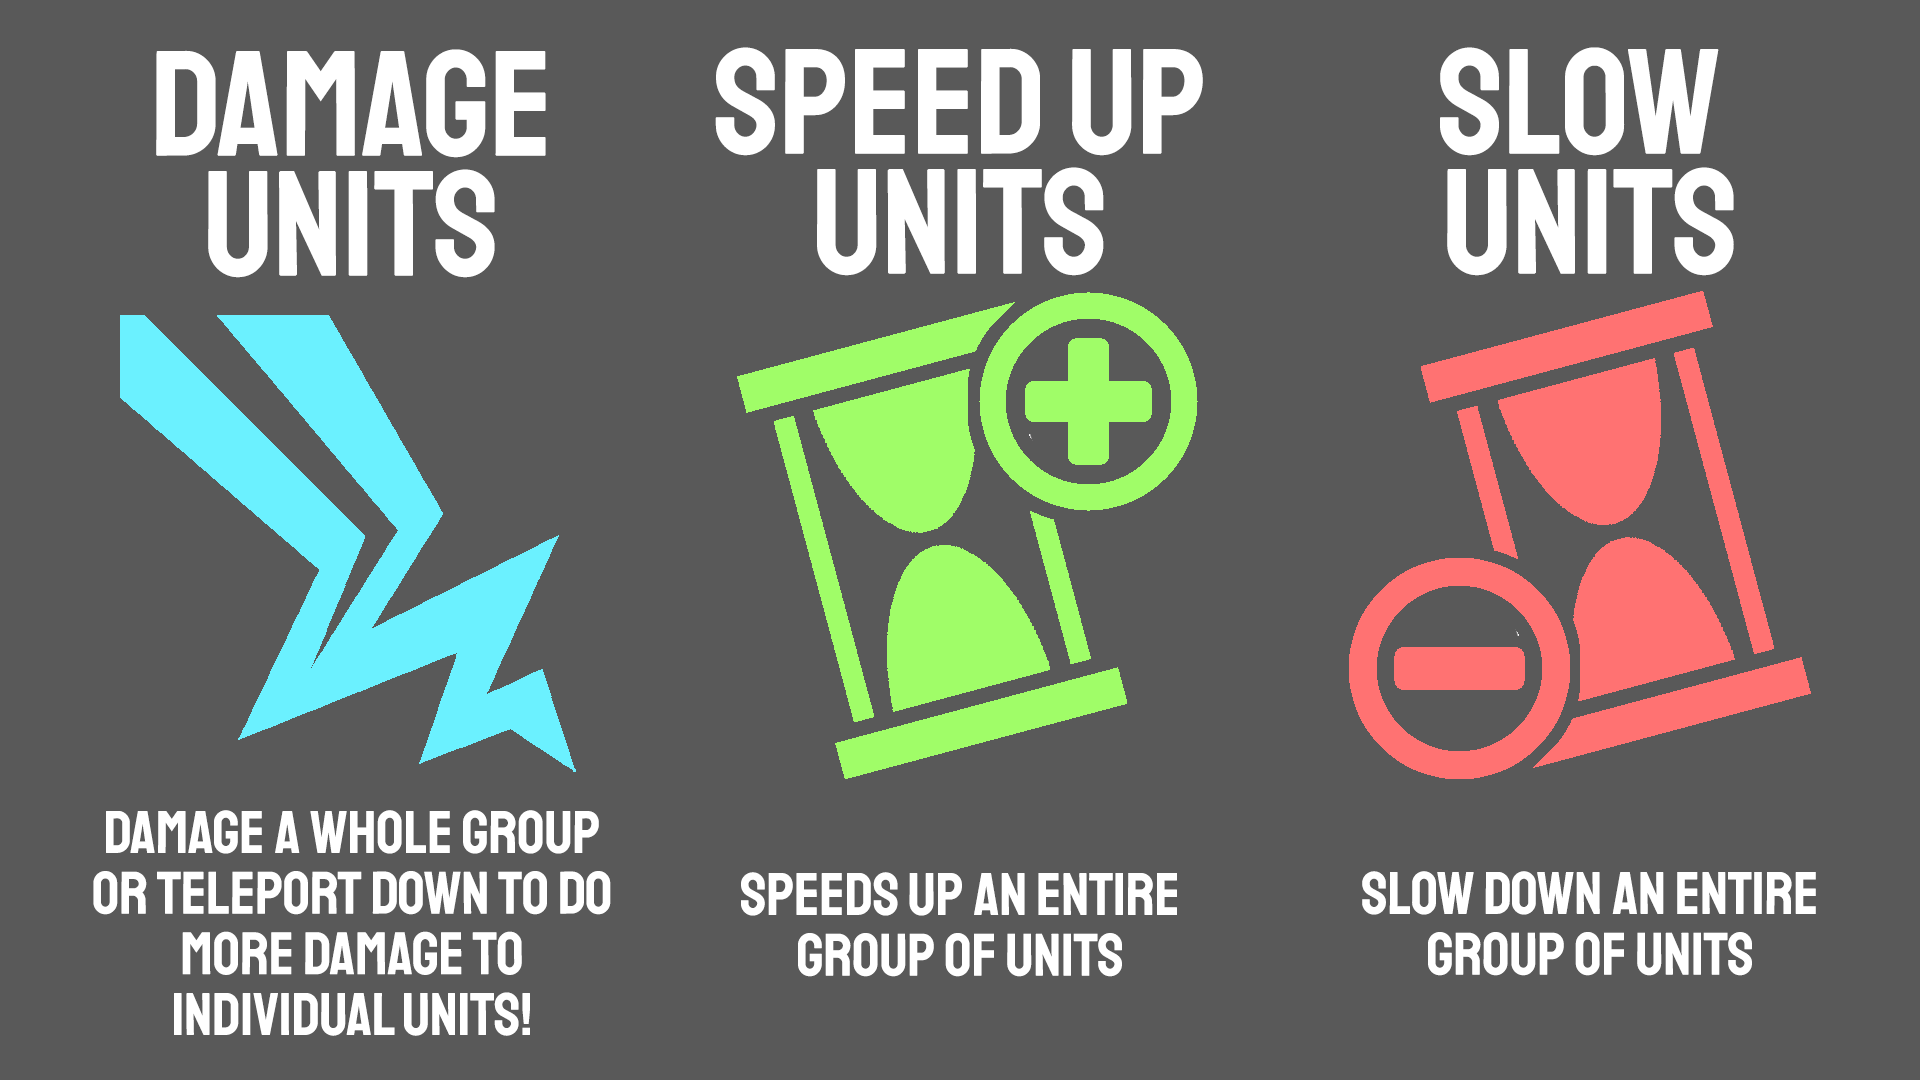 DAMAGE
UNITS
DAMAGE A WHOLE GROUP
OR TELEPORT DOWN TO DO
MORE DAMAGE TO
INDIVIDUAL UNITS!
SPEED UP
UNITS
SPEEDS UP AN ENTIRE
GROUP OF UNITS
SLOW
UNITS
SLOW DOWN AN ENTIRE
GROUP OF UNITS